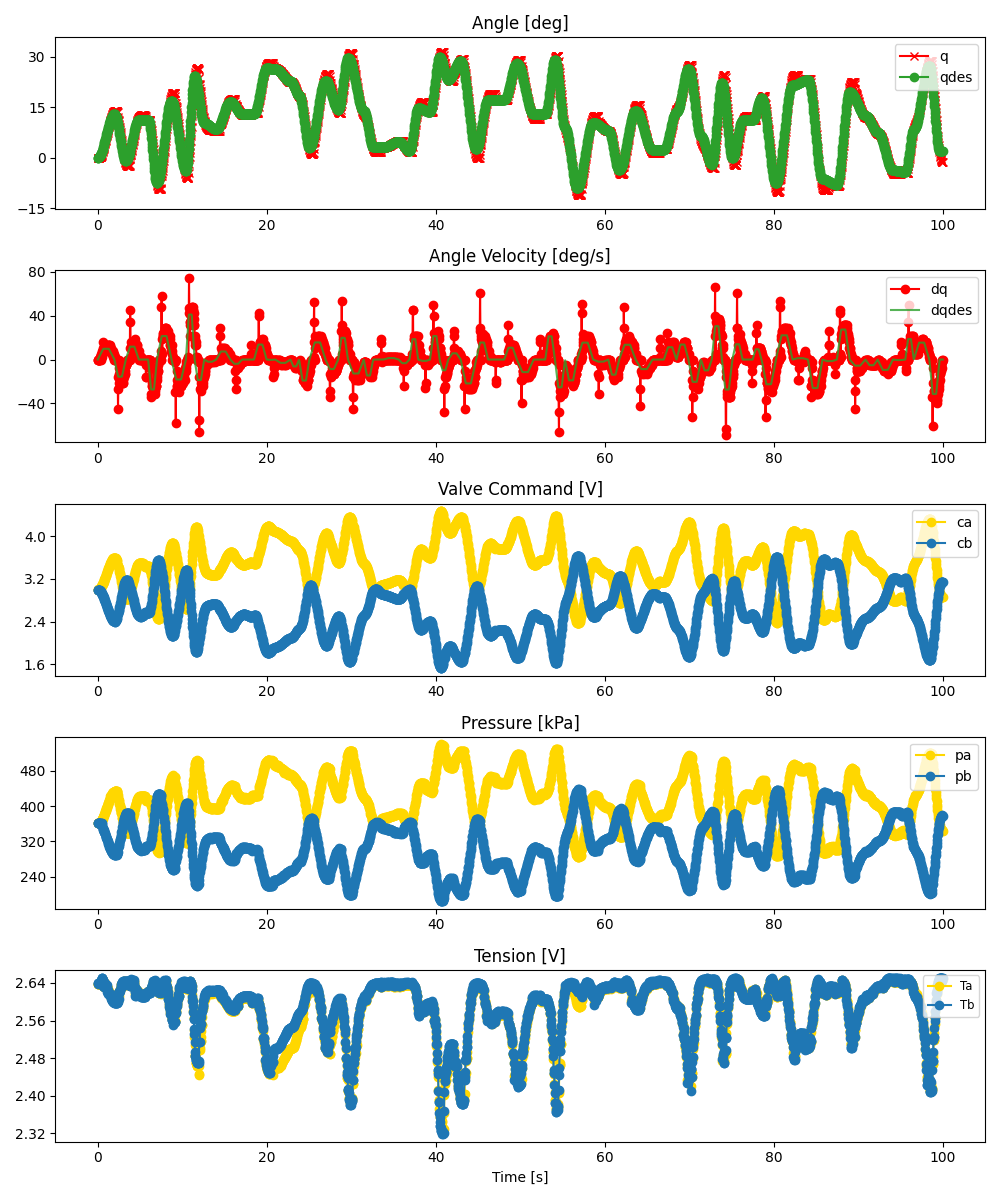 Angle [deg]
30
15
0
−15
q
qdes
0 20 40 60 80 100
Angle Velocity [deg/s]
80
40
0
−40
dq
dqdes
0 20 40 60 80 100
Valve Command [V]
4.0
3.2
2.4
1.6
ca
cb
0 20 40 60 80 100
Pressure [kPa]
480
400
320
240
pa
pb
0 20 40 60 80 100
Tension [V]
2.64
2.56
2.48
2.40
2.32
Ta
Tb
0 20 40 60 80 100
Time [s]